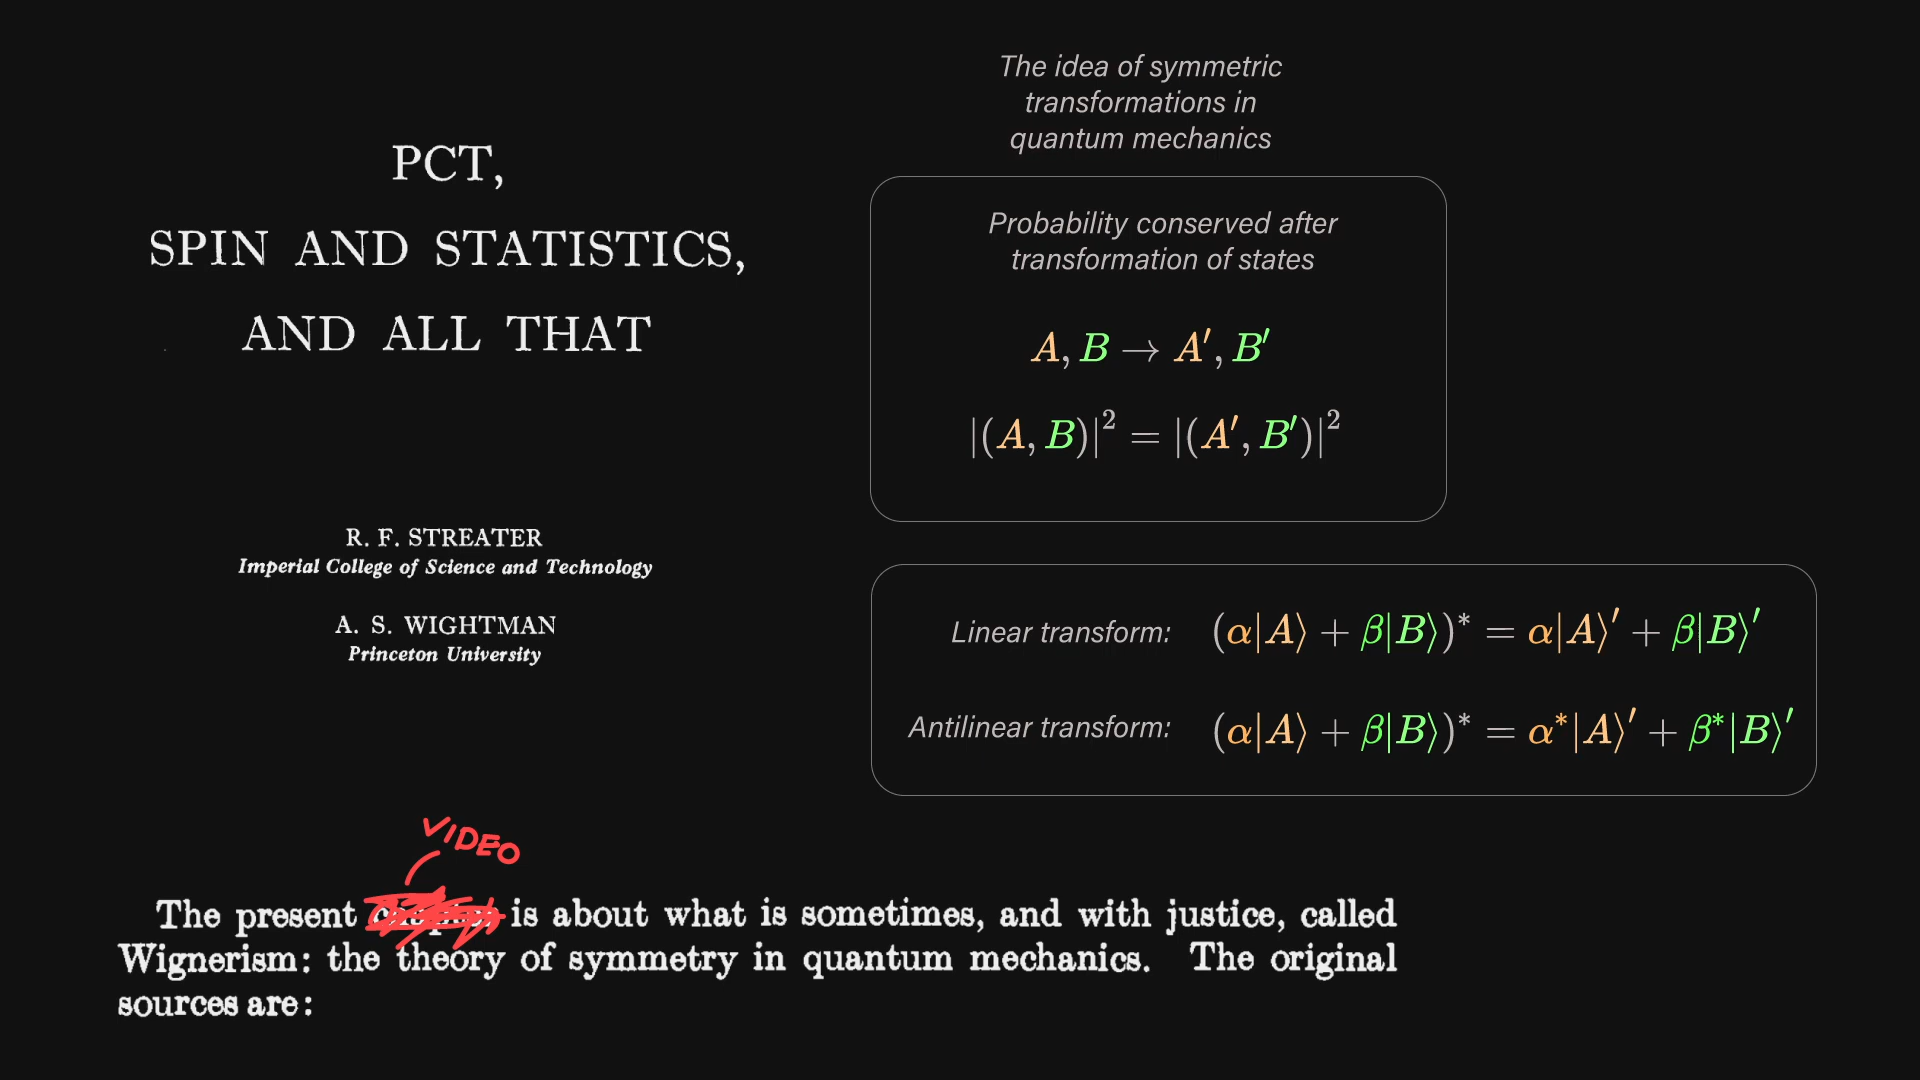 PCT,
SPIN AND STATISTICS,
AND ALL THAT
R. F. STREATER
Imperial College of Science and Technology
A. S. WIGHTMAN
Princeton University
The idea of symmetric
transformations in
quantum mechanics
Probability conserved after
transformation of states
A, B → A′, B′
|(A, B)|² = |(A′, B′)|²
Linear transform: (α|A⟩ + β|B⟩)* = α|A⟩′ + β|B⟩′
Antilinear transform: (α|A⟩ + β|B⟩)* = α*|A⟩′ + β*|B⟩′
VIDEO
The present is about what is sometimes, and with justice, called
Wignerism: the theory of symmetry in quantum mechanics. The original
sources are: